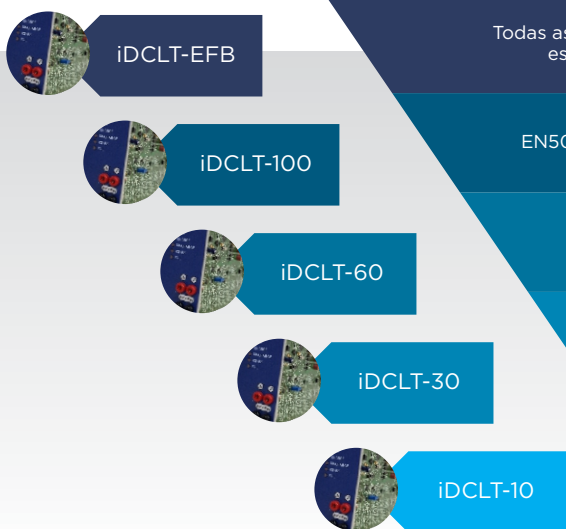 iDCLT-EFB
Todas as
es
iDCLT-100
EN50
iDCLT-60
iDCLT-30
iDCLT-10